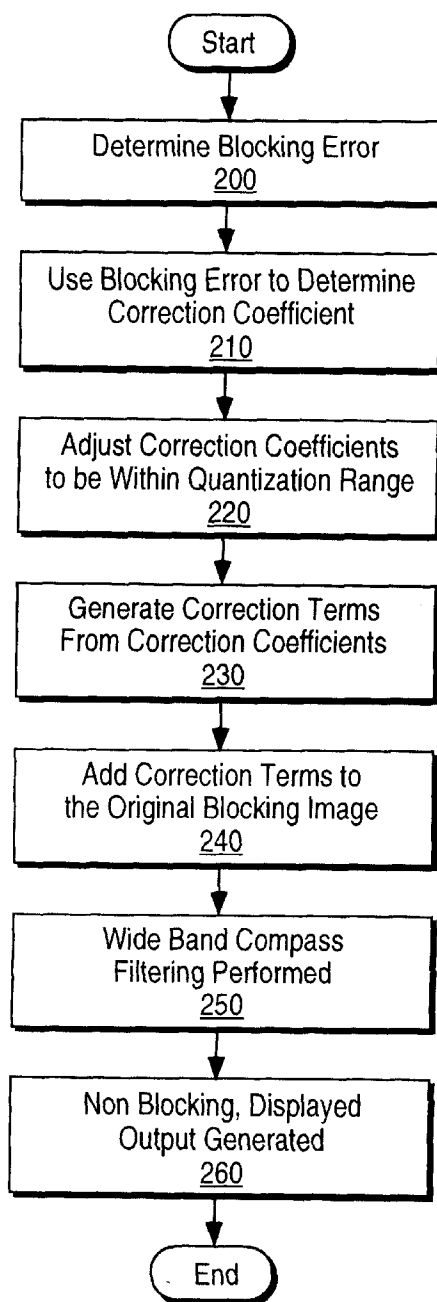 Start
Determine Blocking Error
200
Use Blocking Error to Determine
Correction Coefficient
210
Adjust Correction Coefficients
to be Within Quantization Range
220
Generate Correction Terms
From Correction Coefficients
230
Add Correction Terms to
the Original Blocking Image
240
Wide Band Compass
Filtering Performed
250
Non Blocking, Displayed
Output Generated
260
End